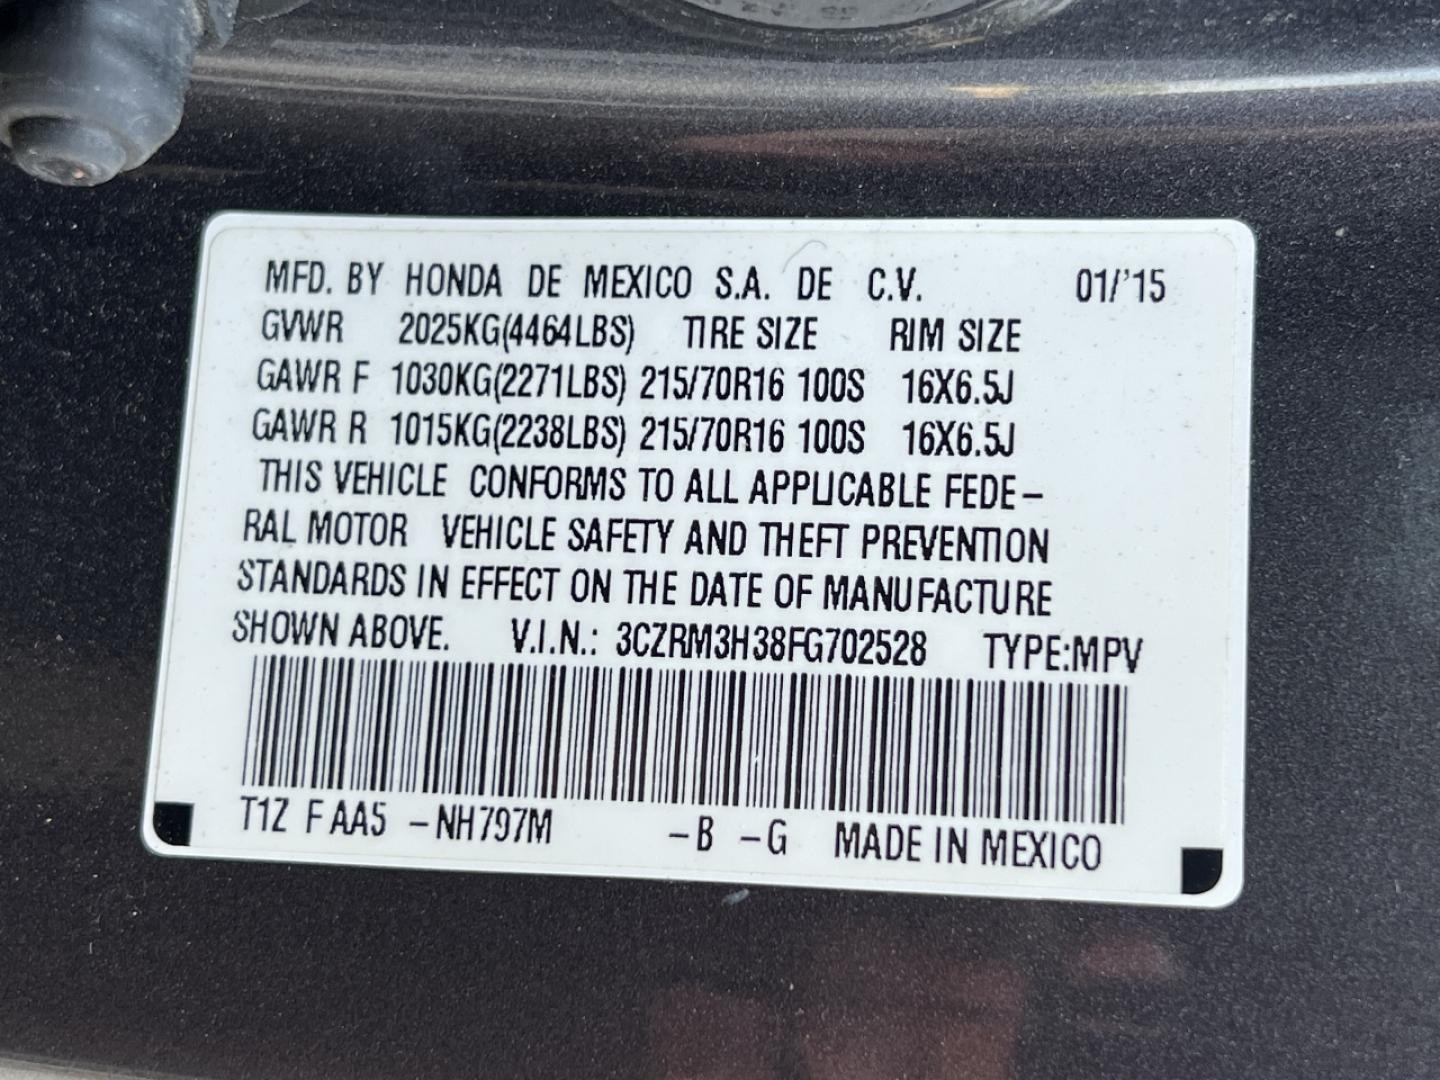 MFD. BY HONDA DE MEXICO S.A. DE C.V. 01/'15
GVWR 2025KG(4464LBS) TIRE SIZE RIM SIZE
GAWR F 1030KG(2271LBS) 215/70R16 100S 16X6.5J
GAWR R 1015KG(2238LBS) 215/70R16 100S 16X6.5J
THIS VEHICLE CONFORMS TO ALL APPLICABLE FEDE-
RAL MOTOR VEHICLE SAFETY AND THEFT PREVENTION
STANDARDS IN EFFECT ON THE DATE OF MANUFACTURE
SHOWN ABOVE. V.I.N.: 3CZRM3H38FG702528 TYPE:MPV
T1Z FAA5 -NH797M -B -G MADE IN MEXICO